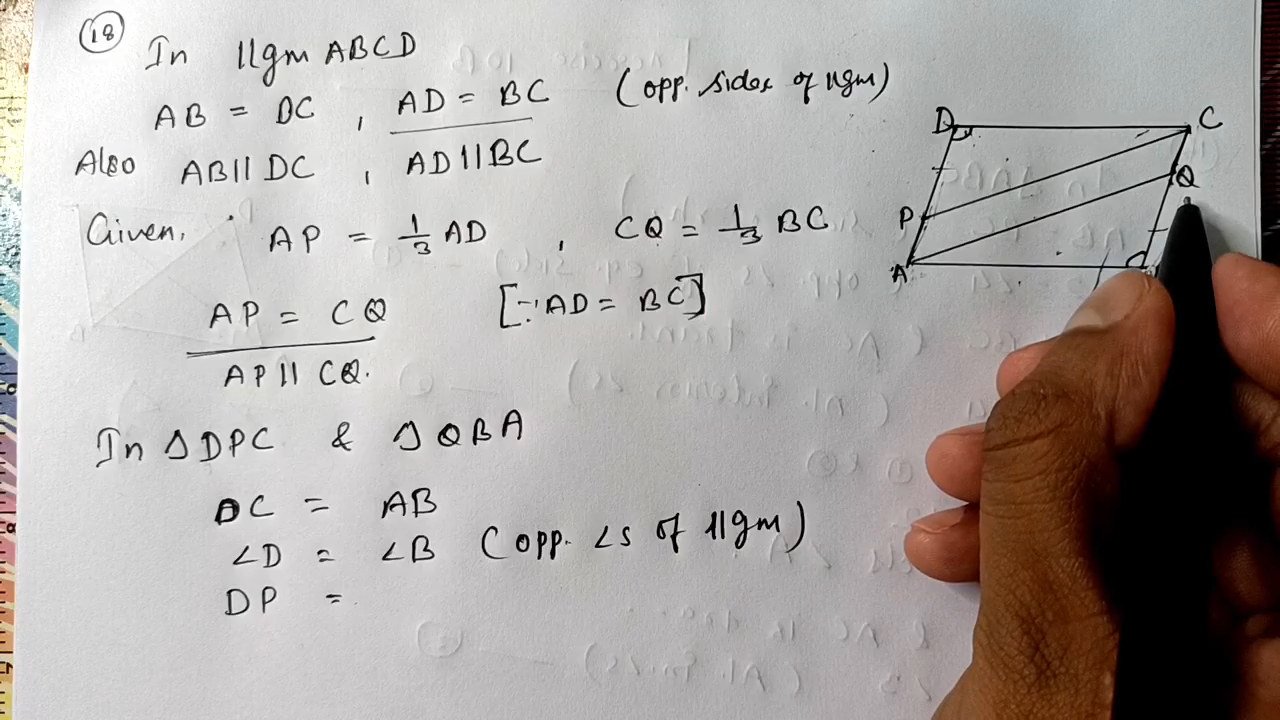 18
In ||gm ABCD
AB = DC , AD = BC (opp. sides of ||gm)
Also AB || DC , AD || BC
Given, AP = 1/3 AD , CQ = 1/3 BC
AP = CQ [∵ AD = BC]
AP || CQ.
In ΔDPC & ΔQBA
DC = AB
∠D = ∠B (opp. ∠s of ||gm)
DP =
D
C
Q
P
A